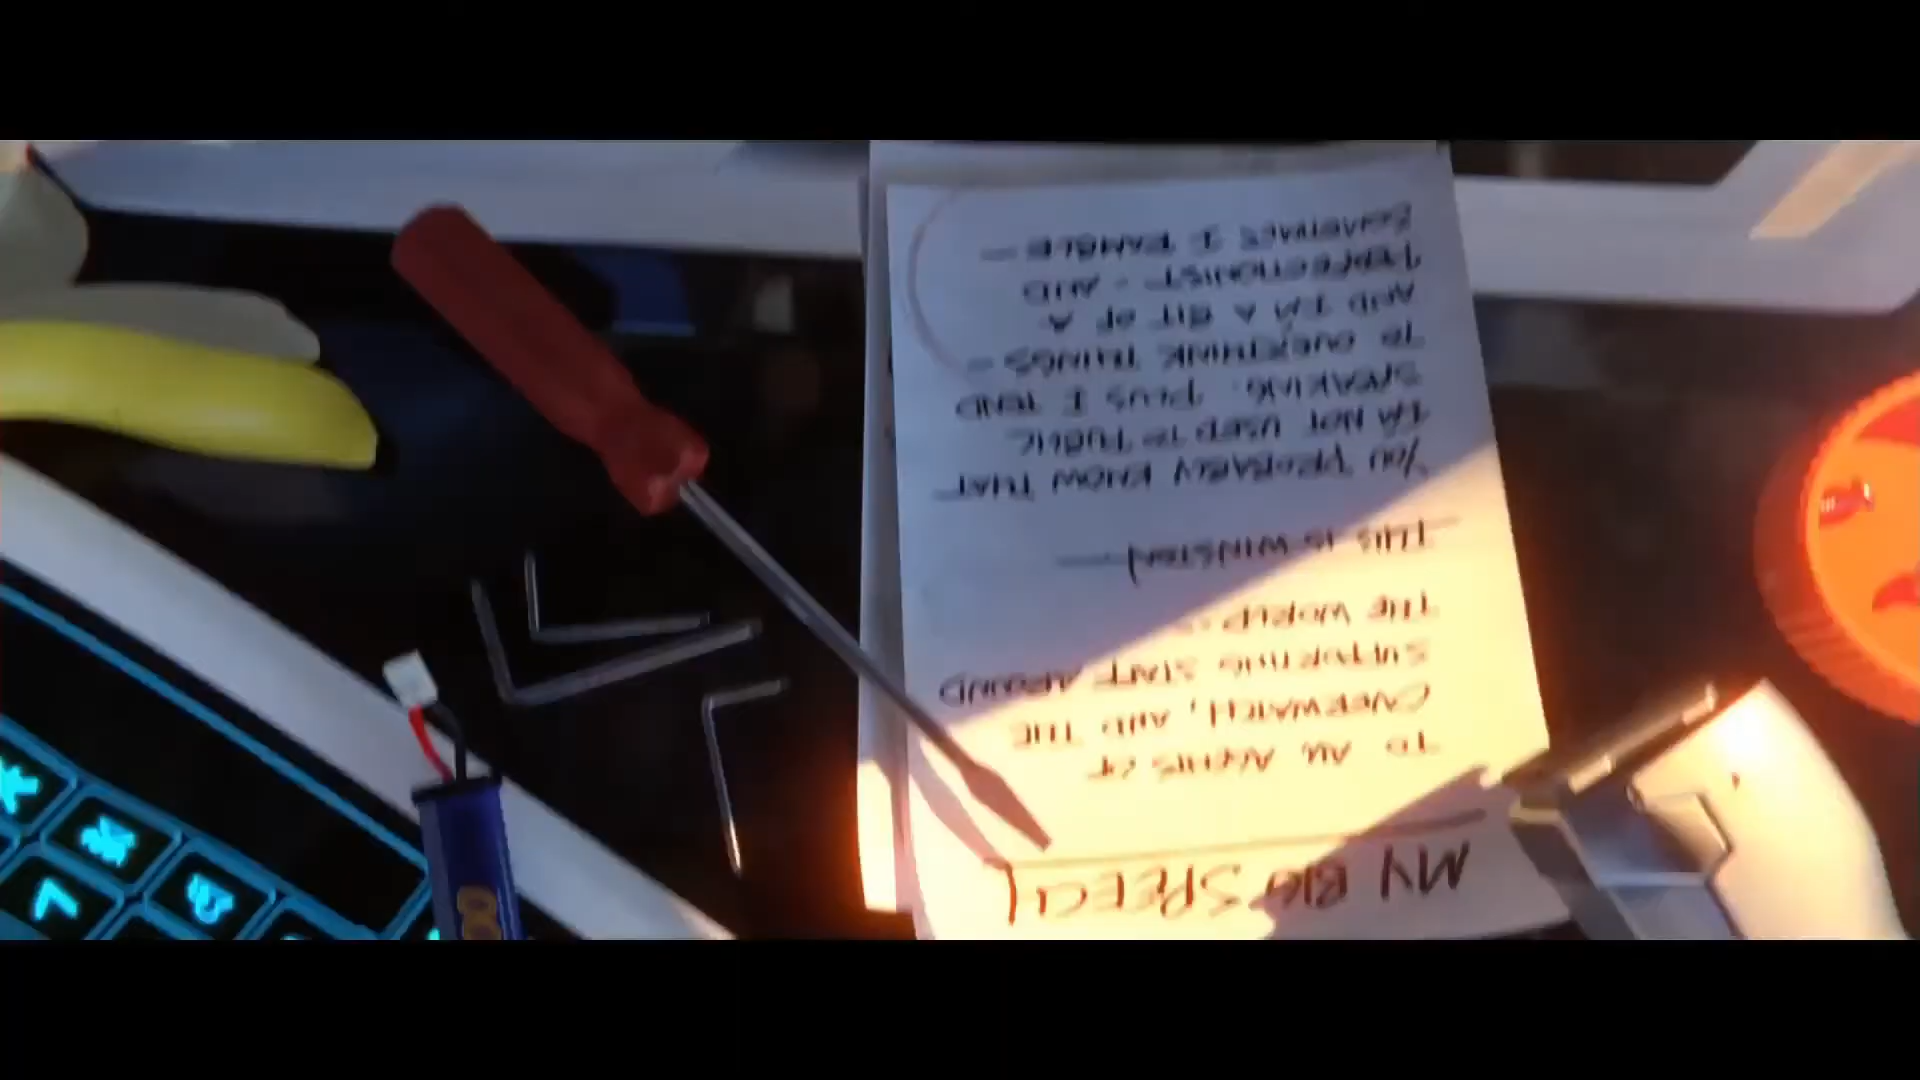 MY BIG SPEECH
TO ALL AGENTS OF
OVERWATCH, AND THE
SUPPORTING STAFF AROUND
THE WORLD -
THIS IS WINSTON
YOU PROBABLY KNOW THAT
I'M NOT USED TO PUBLIC
SPEAKING. PLUS I TEND
TO OVERTHINK THINGS -
AND I'M A BIT OF A
PERFECTIONIST - AND
SOMETIMES I RAMBLE -
7